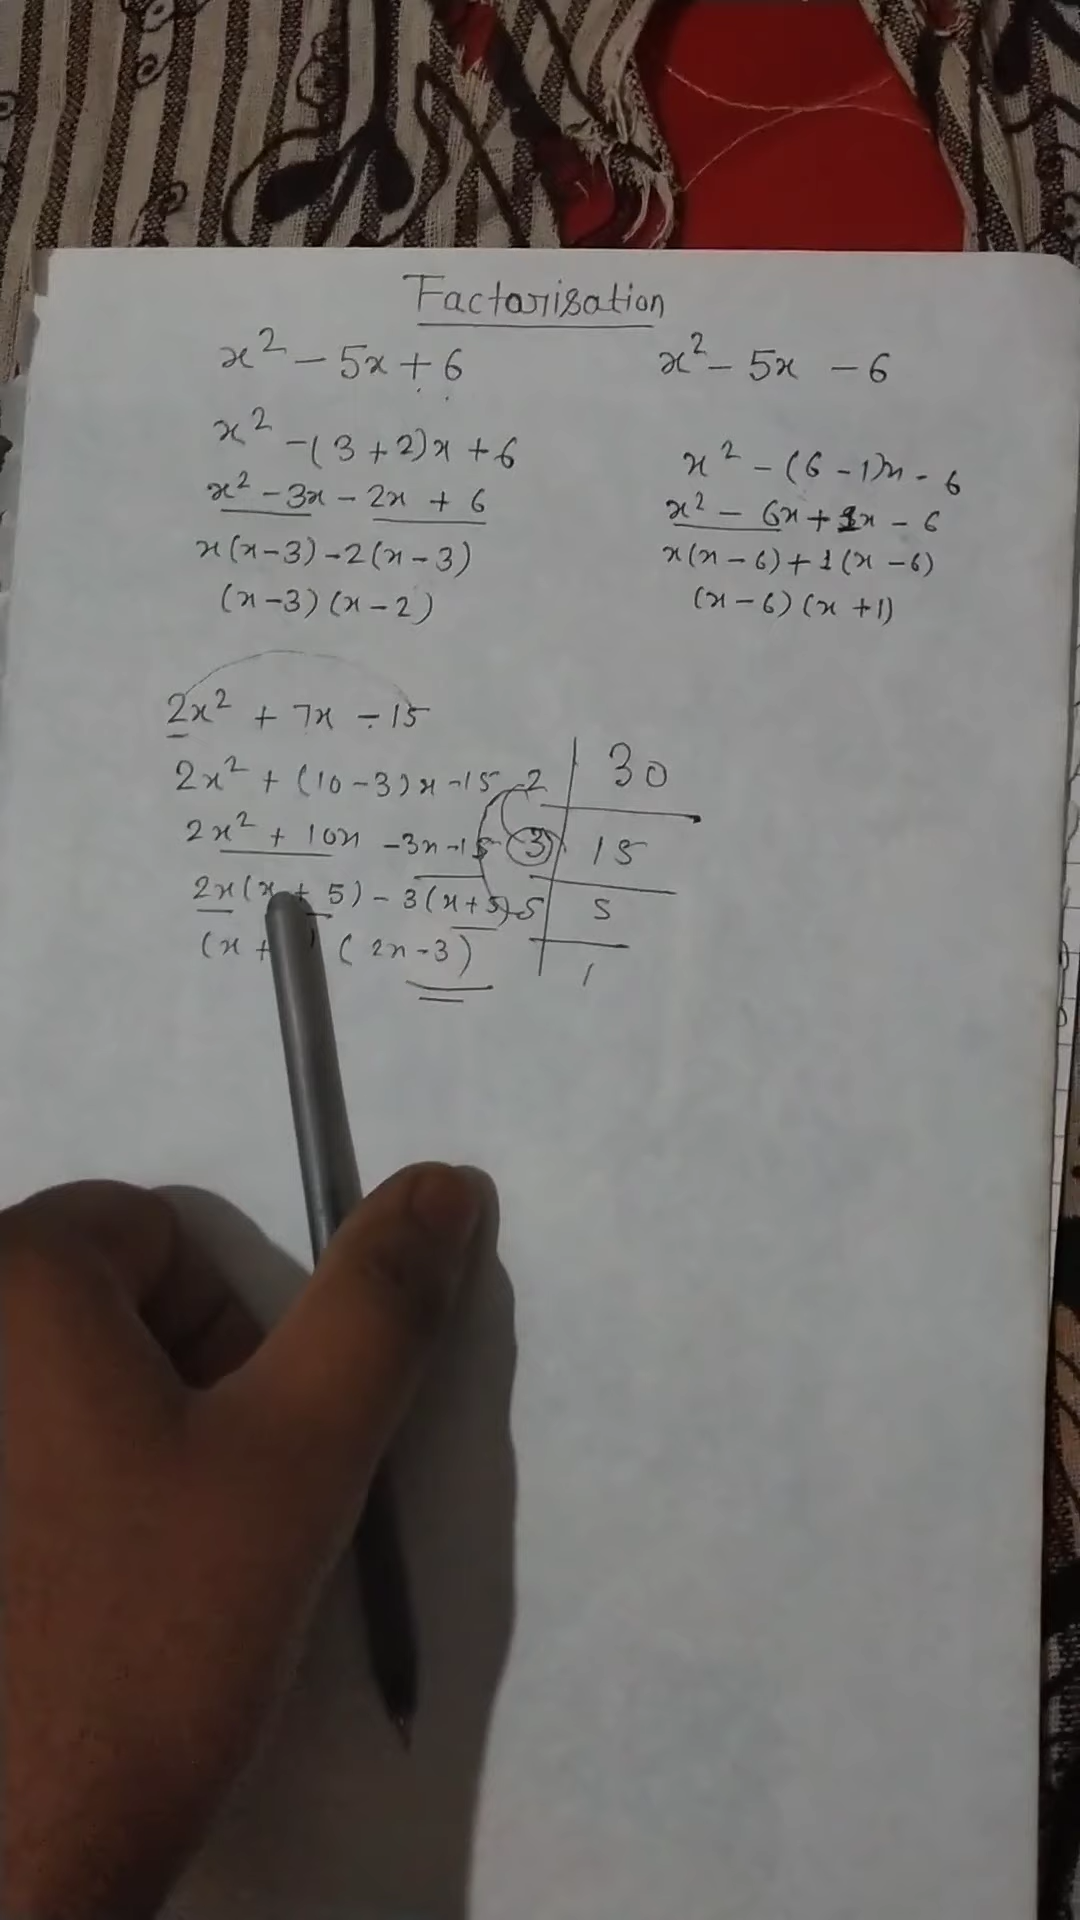 Factorisation
x² - 5x + 6
x² - (3 + 2)x + 6
x² - 3x - 2x + 6
x(x - 3) - 2(x - 3)
(x - 3) (x - 2)
x² - 5x - 6
x² - (6 - 1)x - 6
x² - 6x + 1x - 6
x(x - 6) + 1(x - 6)
(x - 6) (x + 1)
2x² + 7x - 15
2x² + (10 - 3)x - 15
2x² + 10x - 3x - 15
2x(x + 5) - 3(x + 5)
(x + ) (2x - 3)
2 | 30
3 | 15
5 | 5
1